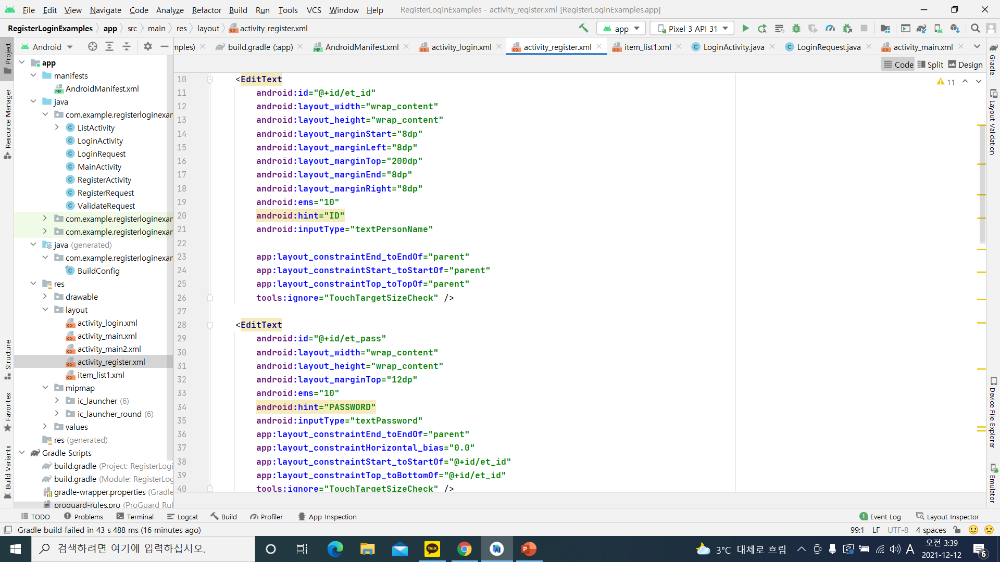 File Edit View Navigate Code Analyze Refactor Build Run Tools VCS Window Help RegisterLoginExamples - activity_register.xml [RegisterLoginExamples.app]
RegisterLoginExamples app src main res layout activity_register.xml app Pixel 3 API 31
Android mples) build.gradle (:app) AndroidManifest.xml activity_login.xml activity_register.xml item_list1.xml LoginActivity.java LoginRequest.java activity_main.xml
Code Split Design
11
Project
Resource Manager
Structure
Favorites
Build Variants
app
manifests
AndroidManifest.xml
java
com.example.registerloginexar
ListActivity
LoginActivity
LoginRequest
MainActivity
RegisterActivity
RegisterRequest
ValidateRequest
com.example.registerloginexar
com.example.registerloginexar
java (generated)
com.example.registerloginexar
BuildConfig
res
drawable
layout
activity_login.xml
activity_main.xml
activity_main2.xml
activity_register.xml
item_list1.xml
mipmap
ic_launcher (6)
ic_launcher_round (6)
values
res (generated)
Gradle Scripts
build.gradle (Project: RegisterLogi
build.gradle (Module: RegisterLog
gradle-wrapper.properties (Gradle
proguard-rules.pro (ProGuard Rul
10 <EditText
11 android:id="@+id/et_id"
12 android:layout_width="wrap_content"
13 android:layout_height="wrap_content"
14 android:layout_marginStart="8dp"
15 android:layout_marginLeft="8dp"
16 android:layout_marginTop="200dp"
17 android:layout_marginEnd="8dp"
18 android:layout_marginRight="8dp"
19 android:ems="10"
20 android:hint="ID"
21 android:inputType="textPersonName"
22
23 app:layout_constraintEnd_toEndOf="parent"
24 app:layout_constraintStart_toStartOf="parent"
25 app:layout_constraintTop_toTopOf="parent"
26 tools:ignore="TouchTargetSizeCheck" />
27
28 <EditText
29 android:id="@+id/et_pass"
30 android:layout_width="wrap_content"
31 android:layout_height="wrap_content"
32 android:layout_marginTop="12dp"
33 android:ems="10"
34 android:hint="PASSWORD"
35 android:inputType="textPassword"
36 app:layout_constraintEnd_toEndOf="parent"
37 app:layout_constraintHorizontal_bias="0.0"
38 app:layout_constraintStart_toStartOf="@+id/et_id"
39 app:layout_constraintTop_toBottomOf="@+id/et_id"
40 tools:ignore="TouchTargetSizeCheck" />
Gradle
Layout Validation
Device File Explorer
Emulator
TODO Problems Terminal Logcat Build Profiler App Inspection 1 Event Log Layout Inspector
Gradle build failed in 43 s 488 ms (16 minutes ago) 99:1 LF UTF-8 4 spaces
검색하려면 여기에 입력하십시오. TALK 3°C 대체로 흐림 A 오전 3:39
2021-12-12 6